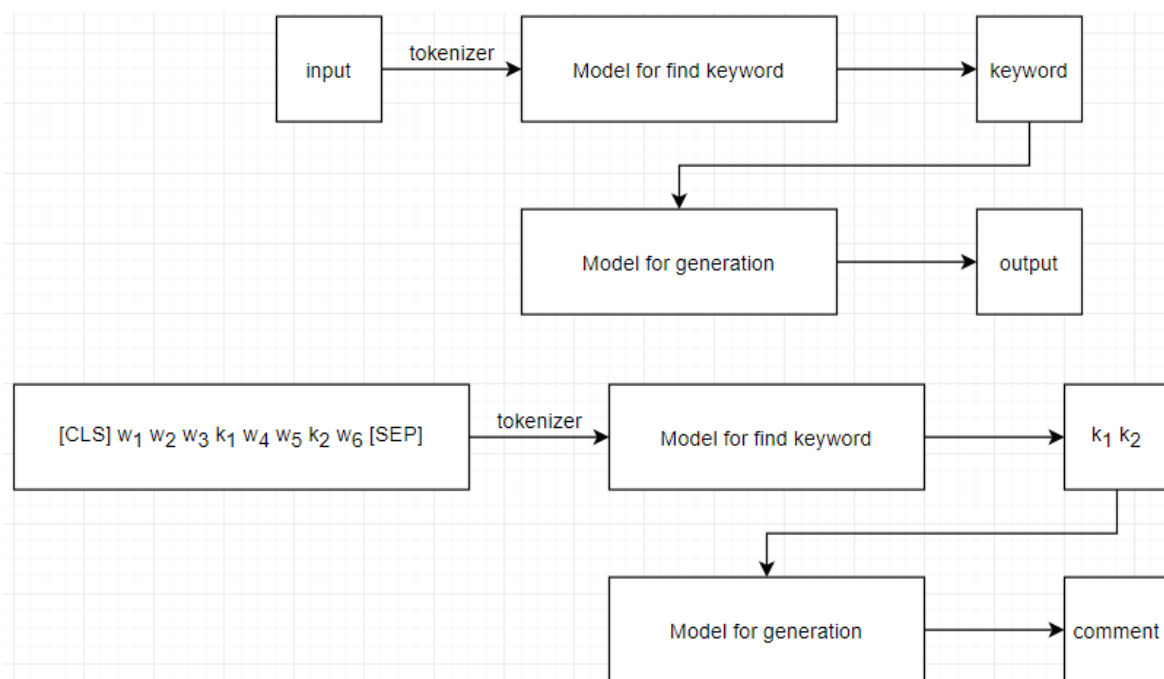 input
tokenizer
Model for find keyword
keyword
Model for generation
output
[CLS] w₁ w₂ w₃ k₁ w₄ w₅ k₂ w₆ [SEP]
tokenizer
Model for find keyword
k₁ k₂
Model for generation
comment